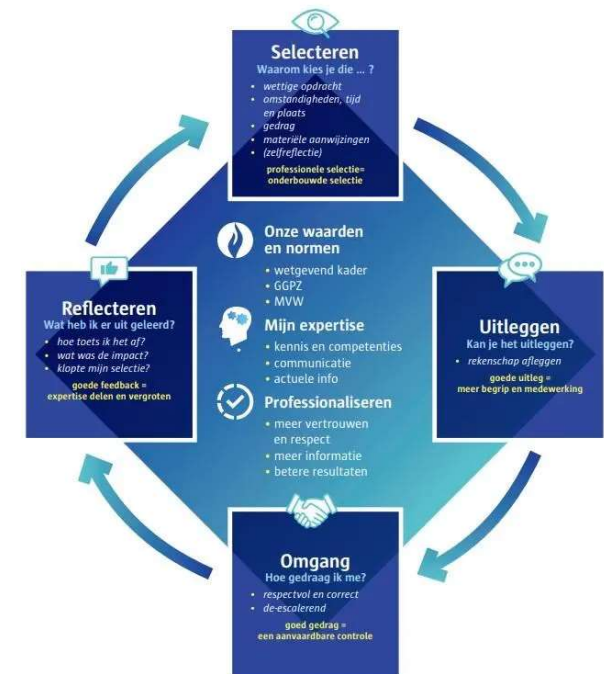 Selecteren
Waarom kies je die ... ?
• wettige opdracht
• omstandigheden, tijd
en plaats
• gedrag
• materiële aanwijzingen
• (zelfreflectie)
professionele selectie=
onderbouwde selectie
Onze waarden
en normen
• wetgevend kader
• GGPZ
• MVW
Mijn expertise
• kennis en competenties
• communicatie
• actuele info
Professionaliseren
• meer vertrouwen
en respect
• meer informatie
• betere resultaten
Uitleggen
Kan je het uitleggen?
• rekenschap afleggen
goede uitleg =
meer begrip en medewerking
Omgang
Hoe gedraag ik me?
• respectvol en correct
• de-escalerend
goed gedrag =
een aanvaardbare controle
Reflecteren
Wat heb ik er uit geleerd?
• hoe toets ik het af?
• wat was de impact?
• klopte mijn selectie?
goede feedback =
expertise delen en vergroten